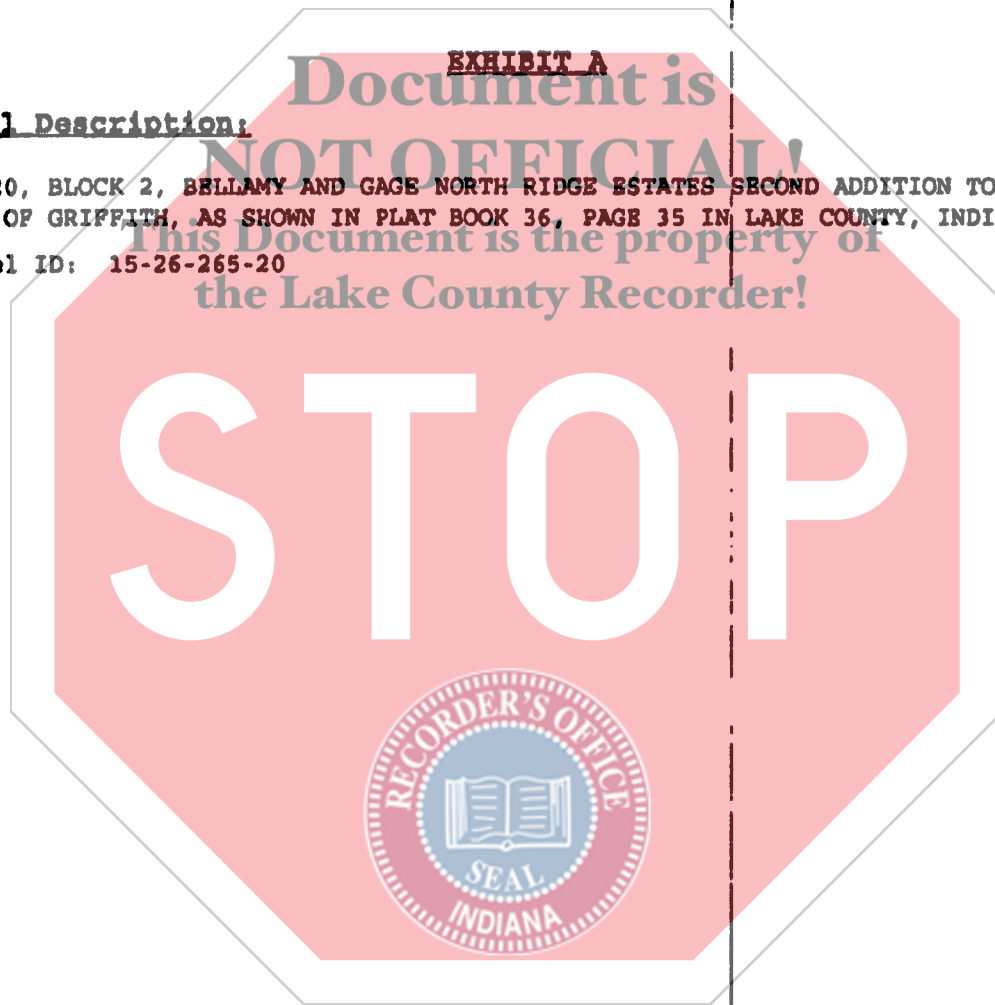 EXHIBIT A
Document is
l Description:
NOT OFFICIAL!
0, BLOCK 2, BELLAMY AND GAGE NORTH RIDGE ESTATES SECOND ADDITION TO
OF GRIFFITH, AS SHOWN IN PLAT BOOK 36, PAGE 35 IN LAKE COUNTY, INDI
This Document is the property of
el ID: 15-26-265-20
the Lake County Recorder!
STOP
RECORDER'S OFFICE
SEAL
INDIANA